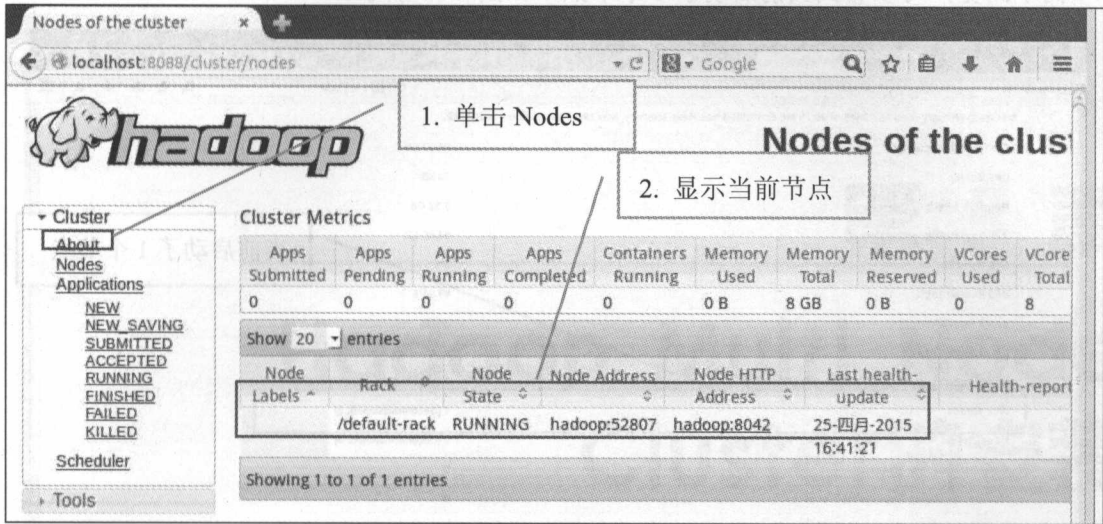 Nodes of the cluster
localhost:8088/cluster/nodes
Google
1. 单击 Nodes
hadoop
Nodes of the clust
2. 显示当前节点
Cluster
About
Nodes
Applications
NEW
NEW_SAVING
SUBMITTED
ACCEPTED
RUNNING
FINISHED
FAILED
KILLED
Scheduler
Tools
Cluster Metrics
Apps Submitted Apps Pending Apps Running Apps Completed Containers Running Memory Used Memory Total Memory Reserved VCores Used VCore Total
0 0 0 0 0 0 B 8 GB 0 B 0 8
Show 20 entries
Node Labels Rack Node State Node Address Node HTTP Address Last health-update Health-report
/default-rack RUNNING hadoop:52807 hadoop:8042 25-四月-2015 16:41:21
Showing 1 to 1 of 1 entries